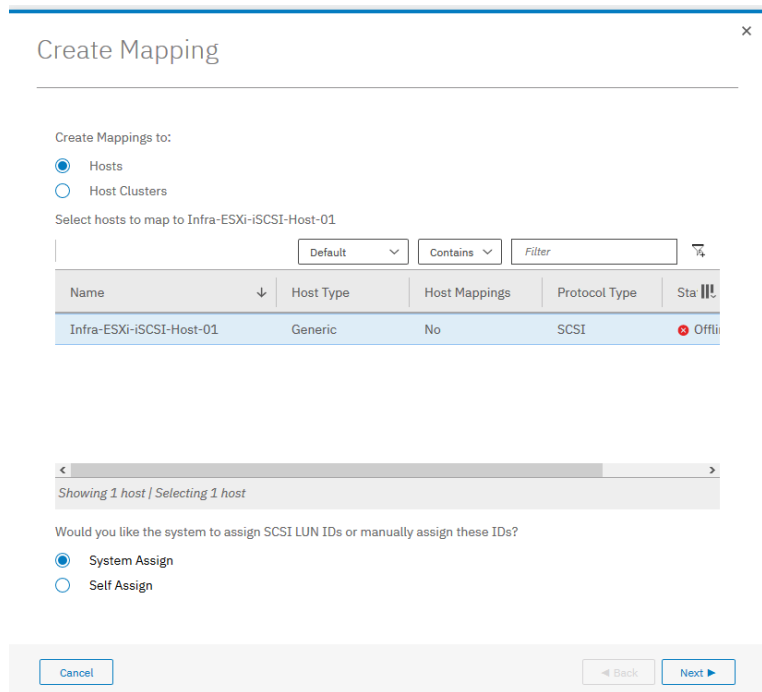 Create Mapping
Create Mappings to:
Hosts
Host Clusters
Select hosts to map to Infra-ESXi-iSCSI-Host-01
Default Contains Filter
Name Host Type Host Mappings Protocol Type Sta
Infra-ESXi-iSCSI-Host-01 Generic No SCSI Offli
Showing 1 host | Selecting 1 host
Would you like the system to assign SCSI LUN IDs or manually assign these IDs?
System Assign
Self Assign
Cancel Back Next